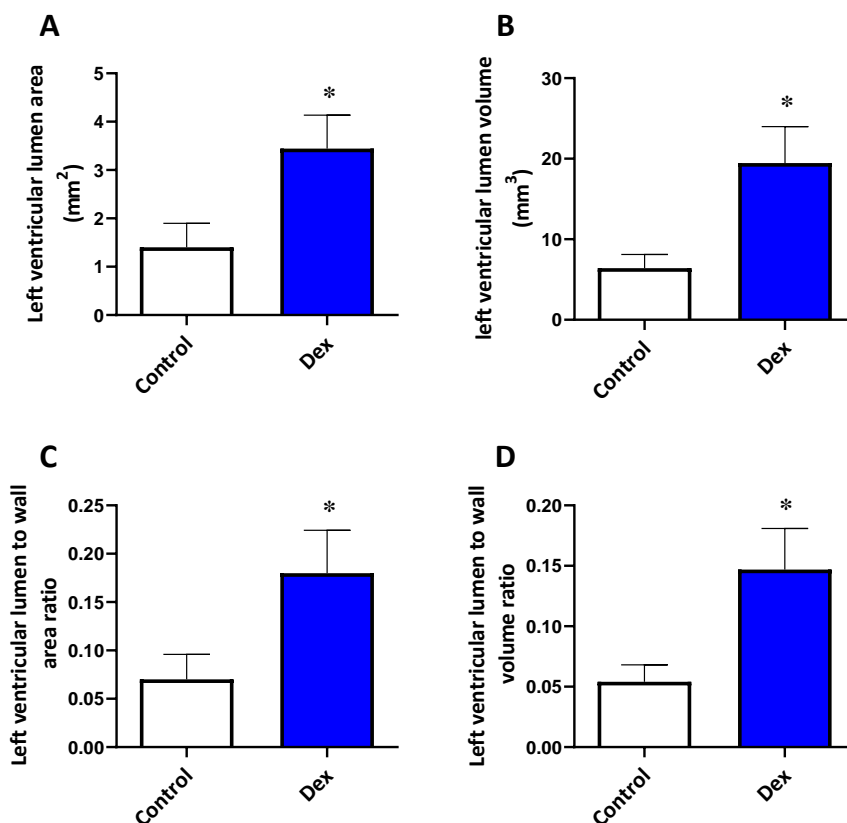 A
Left ventricular lumen area
(mm²)
5
4
3
2
1
0
*
Control
Dex
B
left ventricular lumen volume
(mm³)
30
20
10
0
*
Control
Dex
C
Left ventricular lumen to wall
area ratio
0.25
0.20
0.15
0.10
0.05
0.00
*
Control
Dex
D
Left ventricular lumen to wall
volume ratio
0.20
0.15
0.10
0.05
0.00
*
Control
Dex